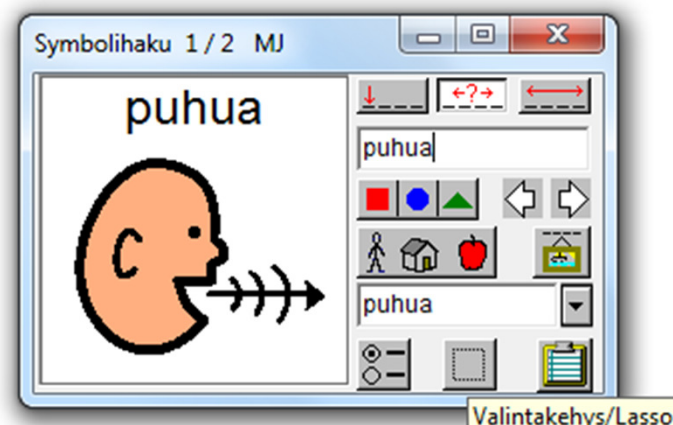 Symbolihaku 1 / 2 MJ
puhua
puhua
puhua
Valintakehys/Lasso